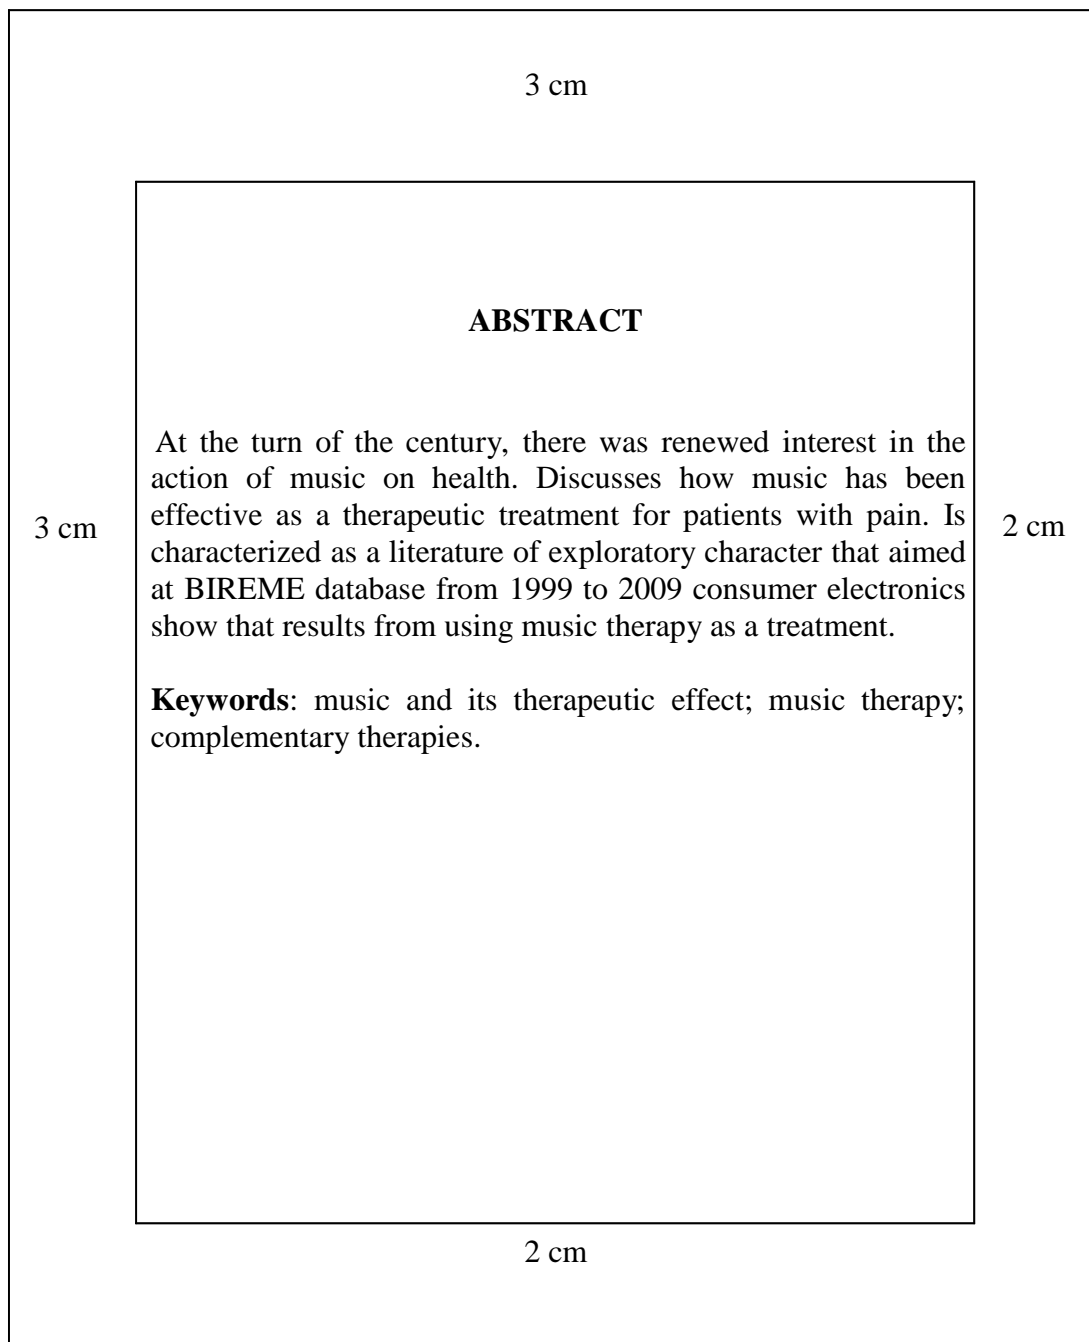 3 cm
ABSTRACT
At the turn of the century, there was renewed interest in the
action of music on health. Discusses how music has been
effective as a therapeutic treatment for patients with pain. Is
characterized as a literature of exploratory character that aimed
at BIREME database from 1999 to 2009 consumer electronics
show that results from using music therapy as a treatment.
Keywords: music and its therapeutic effect; music therapy;
complementary therapies.
3 cm
2 cm
2 cm